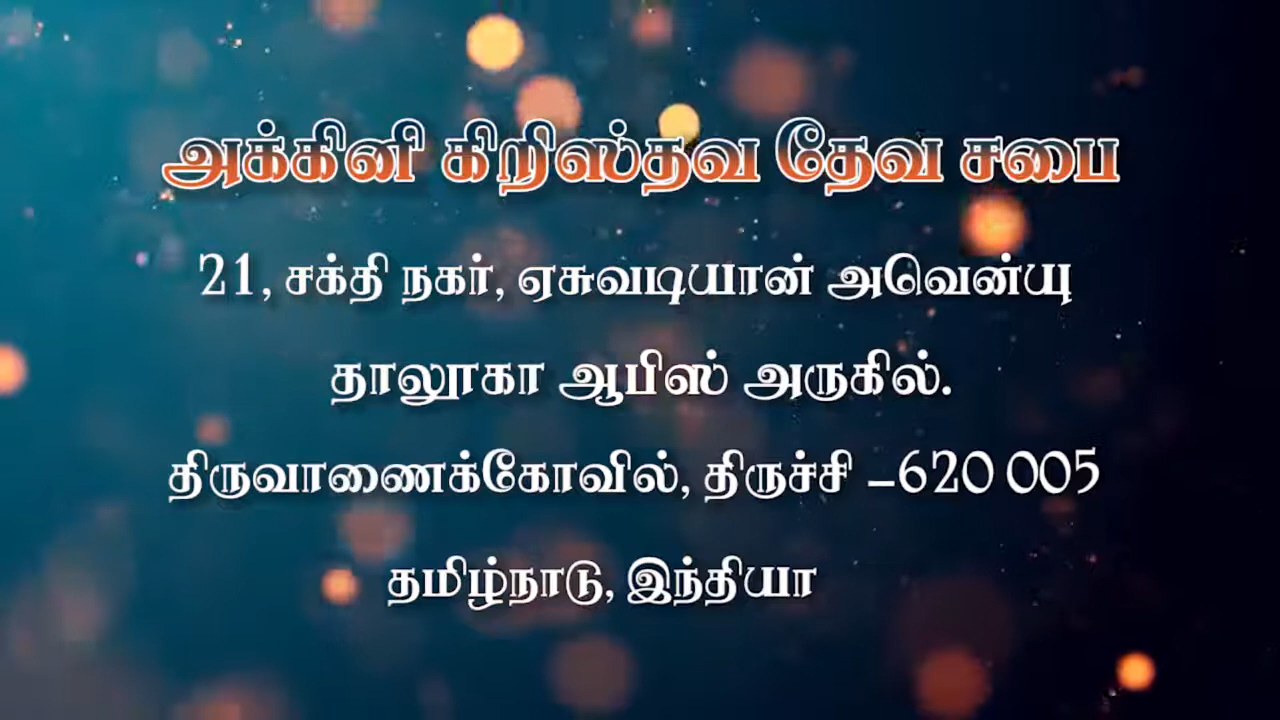 அக்கினி கிறிஸ்தவ தேவ சபை
21, சக்தி நகர், ஏசுவடியான் அவென்யு
தாலூகா ஆபிஸ் அருகில்.
திருவாணைக்கோவில், திருச்சி -620 005
தமிழ்நாடு, இந்தியா